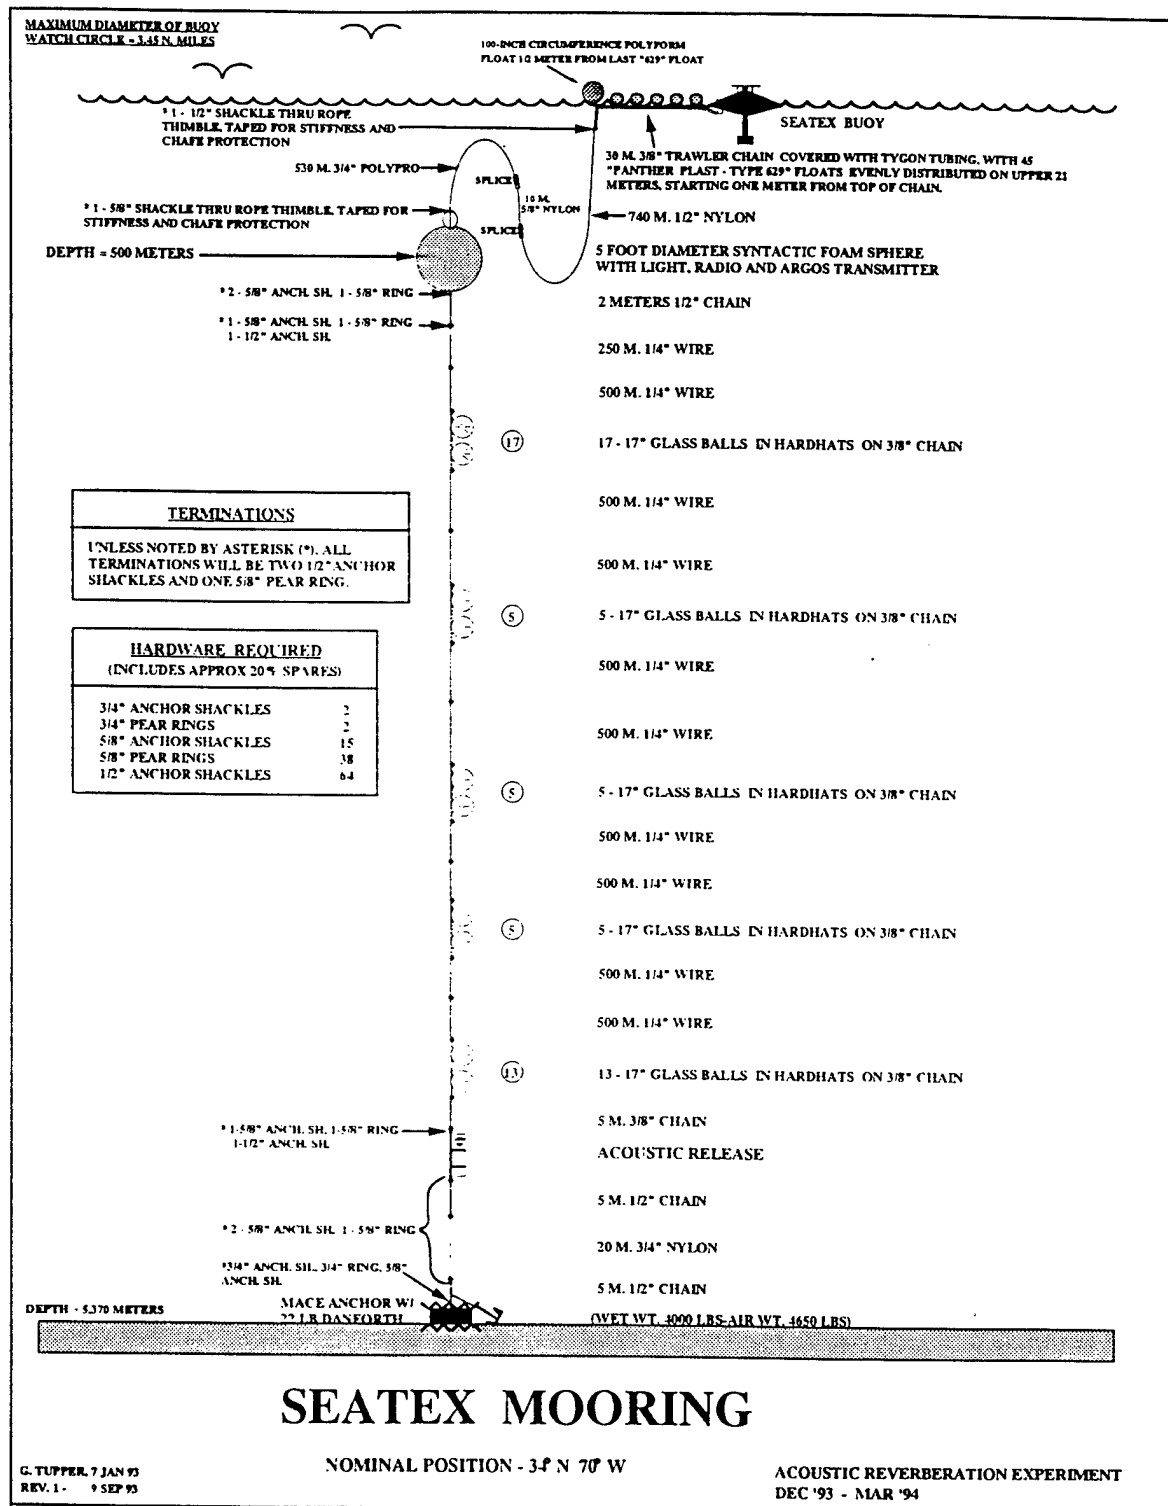 MAXIMUM DIAMETER OF BUOY
WATCH CIRCLE = 3.45 N. MILES
100-INCH CIRCUMFERENCE POLYFORM
FLOAT 1/2 METER FROM LAST "629" FLOAT
* 1 - 1/2" SHACKLE THRU ROPE
THIMBLE, TAPED FOR STIFFNESS AND
CHAFE PROTECTION
SEATEX BUOY
30 M. 3/8" TRAWLER CHAIN COVERED WITH TYGON TUBING, WITH 45
"PANTHER PLAST - TYPE 629" FLOATS EVENLY DISTRIBUTED ON UPPER 21
METERS, STARTING ONE METER FROM TOP OF CHAIN.
530 M. 3/4" POLYPRO
SPLICE
10 M.
5/8" NYLON
SPLICE
740 M. 1/2" NYLON
* 1 - 5/8" SHACKLE THRU ROPE THIMBLE, TAPED FOR
STIFFNESS AND CHAFE PROTECTION
DEPTH = 500 METERS
5 FOOT DIAMETER SYNTACTIC FOAM SPHERE
WITH LIGHT, RADIO AND ARGOS TRANSMITTER
* 2 - 5/8" ANCH. SH. 1 - 5/8" RING
2 METERS 1/2" CHAIN
* 1 - 5/8" ANCH. SH. 1 - 5/8" RING
1 - 1/2" ANCH. SH.
250 M. 1/4" WIRE
500 M. 1/4" WIRE
17
17 - 17" GLASS BALLS IN HARDHATS ON 3/8" CHAIN
500 M. 1/4" WIRE
500 M. 1/4" WIRE
TERMINATIONS
UNLESS NOTED BY ASTERISK (*), ALL
TERMINATIONS WILL BE TWO 1/2" ANCHOR
SHACKLES AND ONE 5/8" PEAR RING.
5
5 - 17" GLASS BALLS IN HARDHATS ON 3/8" CHAIN
500 M. 1/4" WIRE
500 M. 1/4" WIRE
HARDWARE REQUIRED
(INCLUDES APPROX 20% SPARES)
3/4" ANCHOR SHACKLES 2
3/4" PEAR RINGS 2
5/8" ANCHOR SHACKLES 15
5/8" PEAR RINGS 38
1/2" ANCHOR SHACKLES 64
5
5 - 17" GLASS BALLS IN HARDHATS ON 3/8" CHAIN
500 M. 1/4" WIRE
500 M. 1/4" WIRE
5
5 - 17" GLASS BALLS IN HARDHATS ON 3/8" CHAIN
500 M. 1/4" WIRE
500 M. 1/4" WIRE
13
13 - 17" GLASS BALLS IN HARDHATS ON 3/8" CHAIN
5 M. 3/8" CHAIN
* 1-5/8" ANCH. SH. 1-5/8" RING
1-1/2" ANCH. SH.
ACOUSTIC RELEASE
5 M. 1/2" CHAIN
* 2 - 5/8" ANCH. SH. 1 - 5/8" RING
20 M. 3/4" NYLON
*3/4" ANCH. SH., 3/4" RING, 5/8"
ANCH. SH.
5 M. 1/2" CHAIN
DEPTH - 5,370 METERS
MACE ANCHOR W/
22 LB DANFORTH
(WET WT. 4000 LBS-AIR WT. 4650 LBS)
SEATEX MOORING
NOMINAL POSITION - 34° N 70° W
G. TUPPER, 7 JAN 93
REV. 1 - 9 SEP 93
ACOUSTIC REVERBERATION EXPERIMENT
DEC '93 - MAR '94